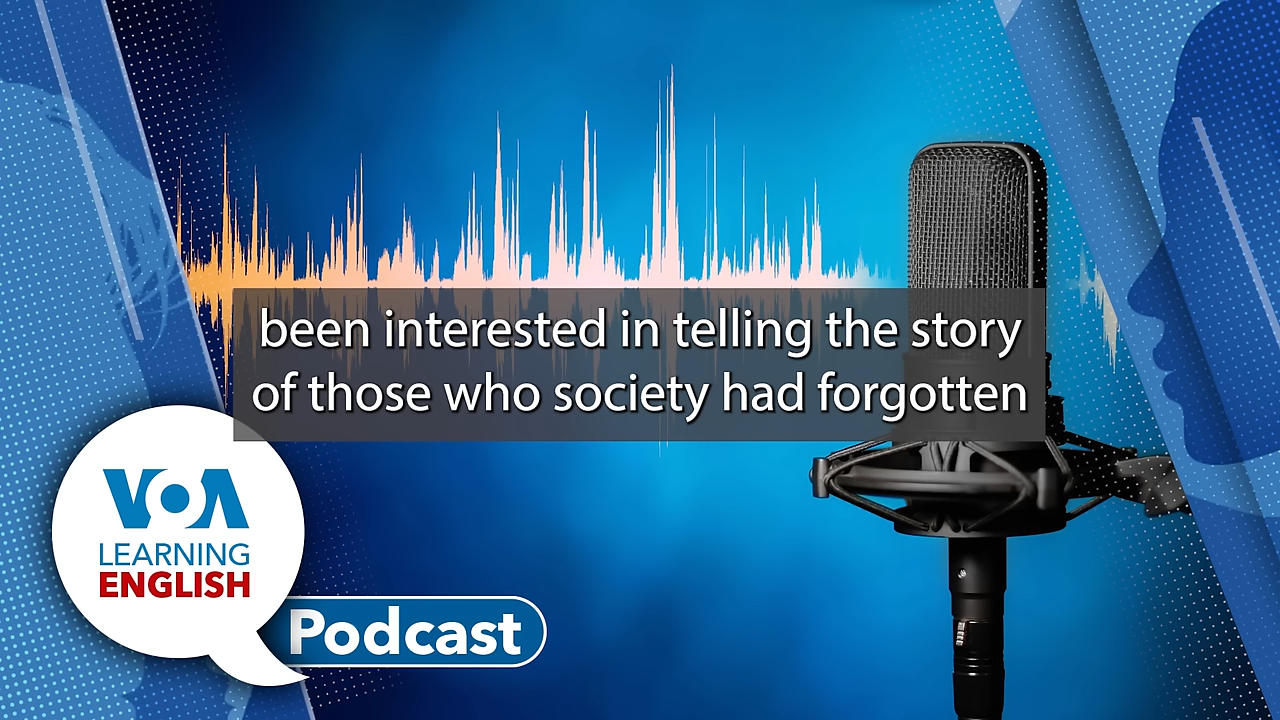 been interested in telling the story
of those who society had forgotten
VOA
LEARNING
ENGLISH
Podcast